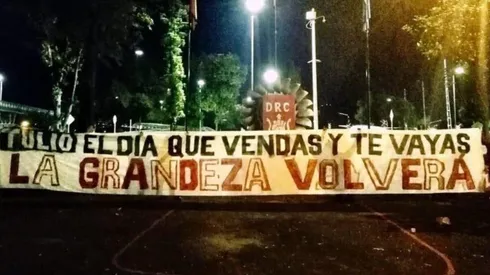 DRC
TULIO EL DÍA QUE VENDAS Y TE VAYAS
LA GRANDEZA VOLVERÁ